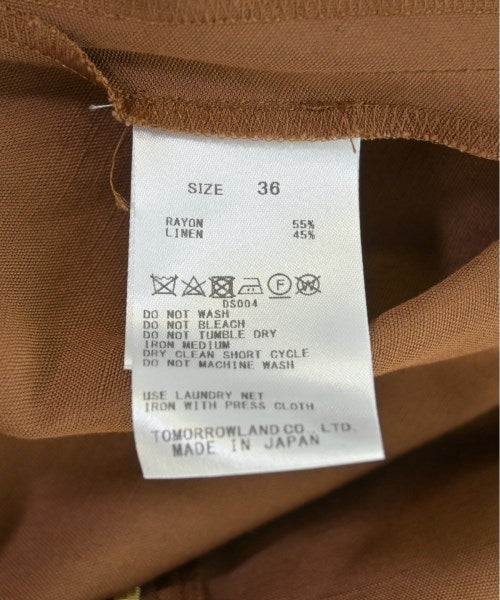 SIZE 36
RAYON 55%
LINEN 45%
F W
DS004
DO NOT WASH
DO NOT BLEACH
DO NOT TUMBLE DRY
IRON MEDIUM
DRY CLEAN SHORT CYCLE
DO NOT MACHINE WASH
USE LAUNDRY NET
IRON WITH PRESS CLOTH
TOMORROWLAND CO., LTD.
MADE IN JAPAN